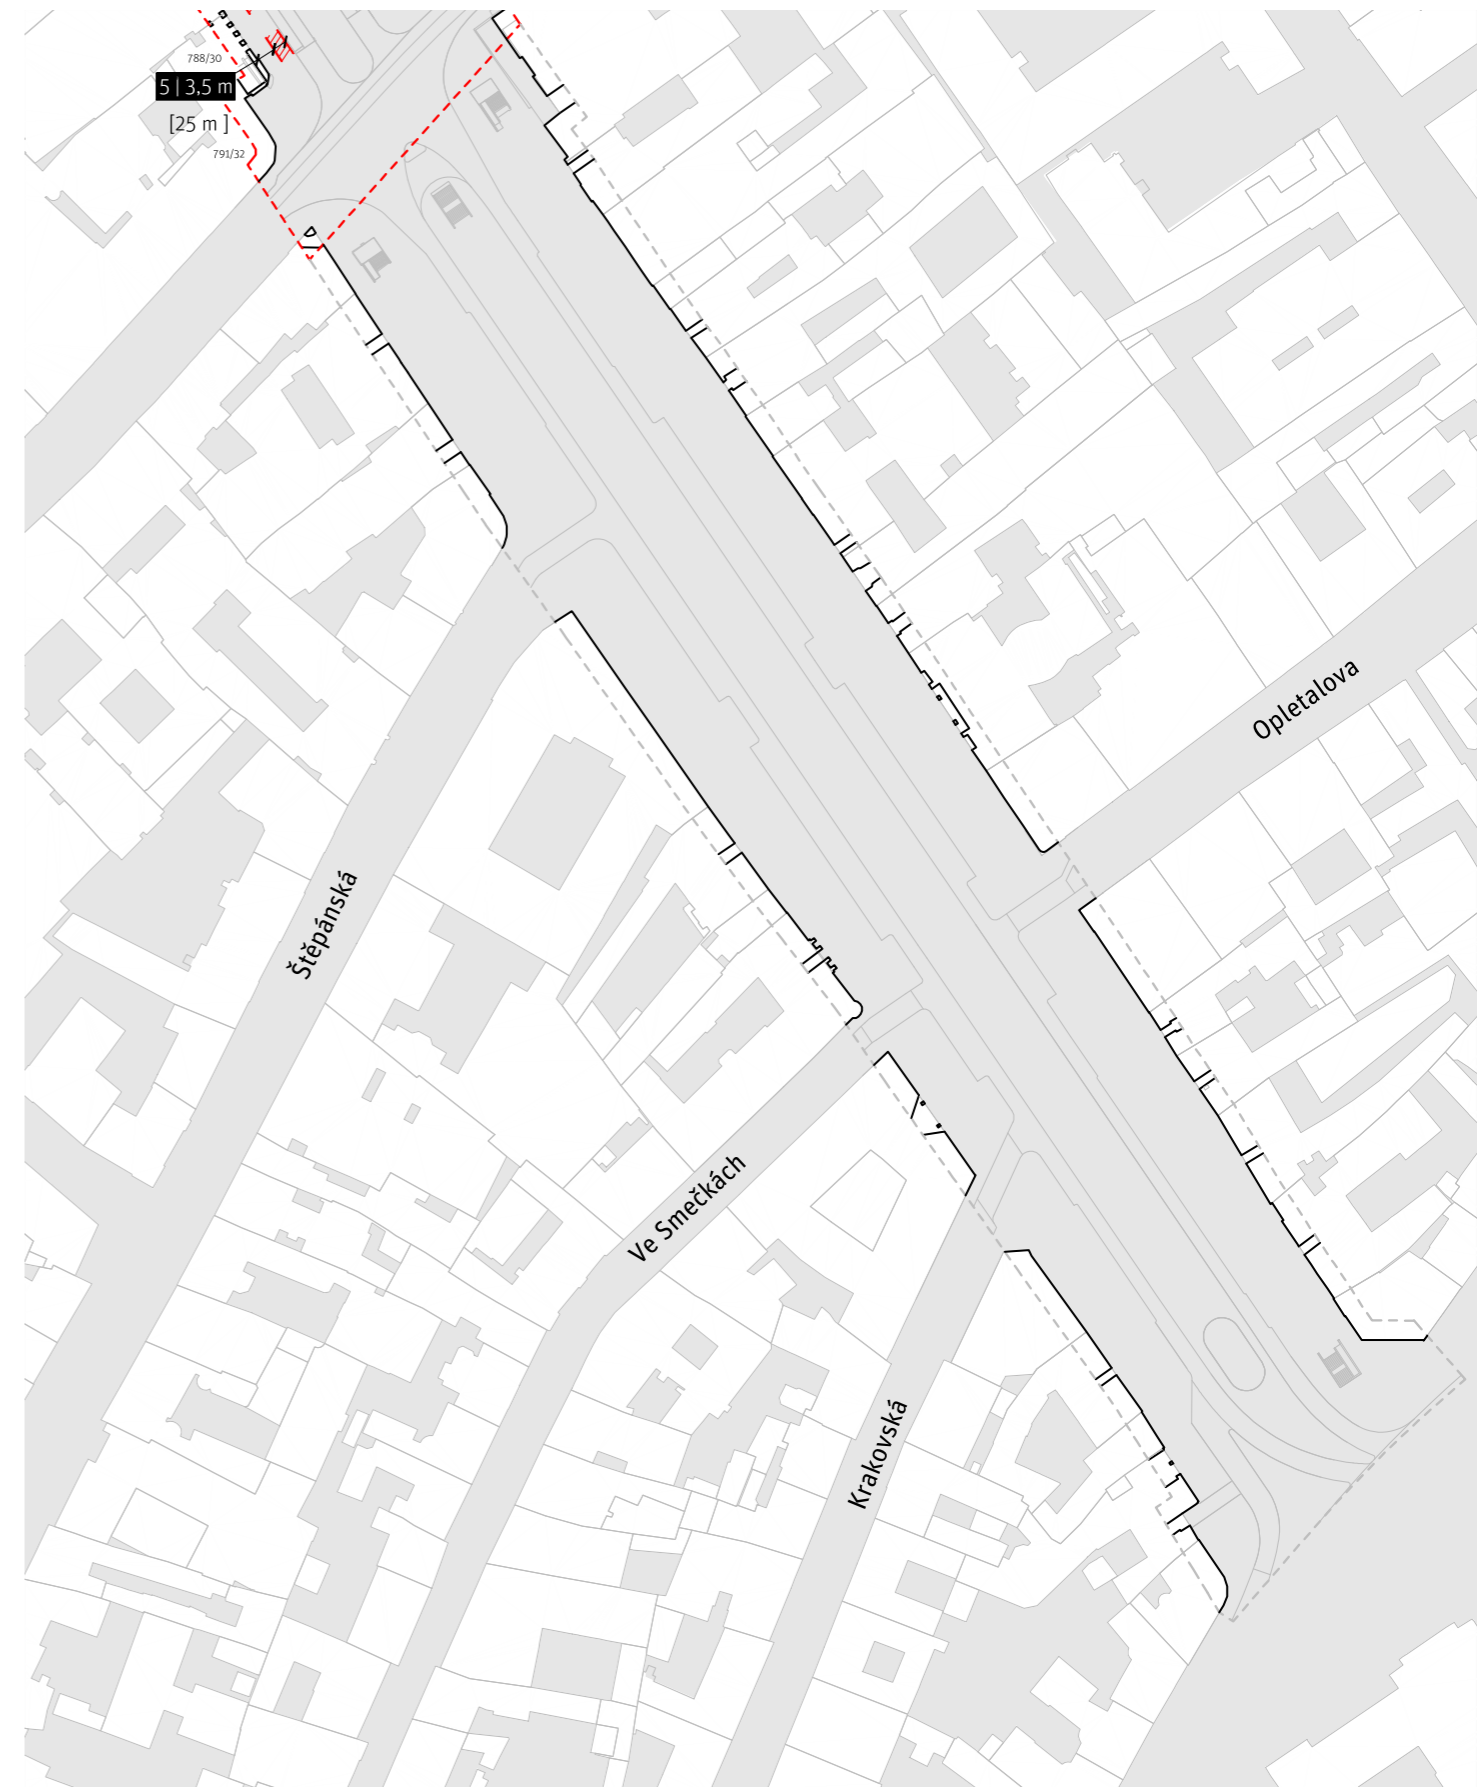 788/30
5 | 3,5 m
[25 m ]
791/32
Opletalova
Štěpánská
Ve Smečkách
Krakovská